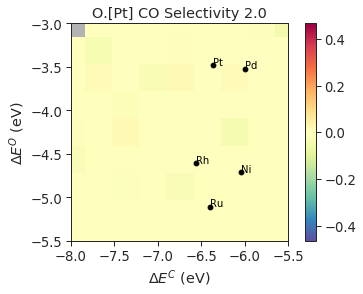 O.[Pt] CO Selectivity 2.0
−3.0
−3.5
−4.0
−4.5
−5.0
−5.5
ΔE^O (eV)
Pt
Pd
Rh
Ni
Ru
−8.0 −7.5 −7.0 −6.5 −6.0 −5.5
ΔE^C (eV)
0.4
0.2
0.0
−0.2
−0.4